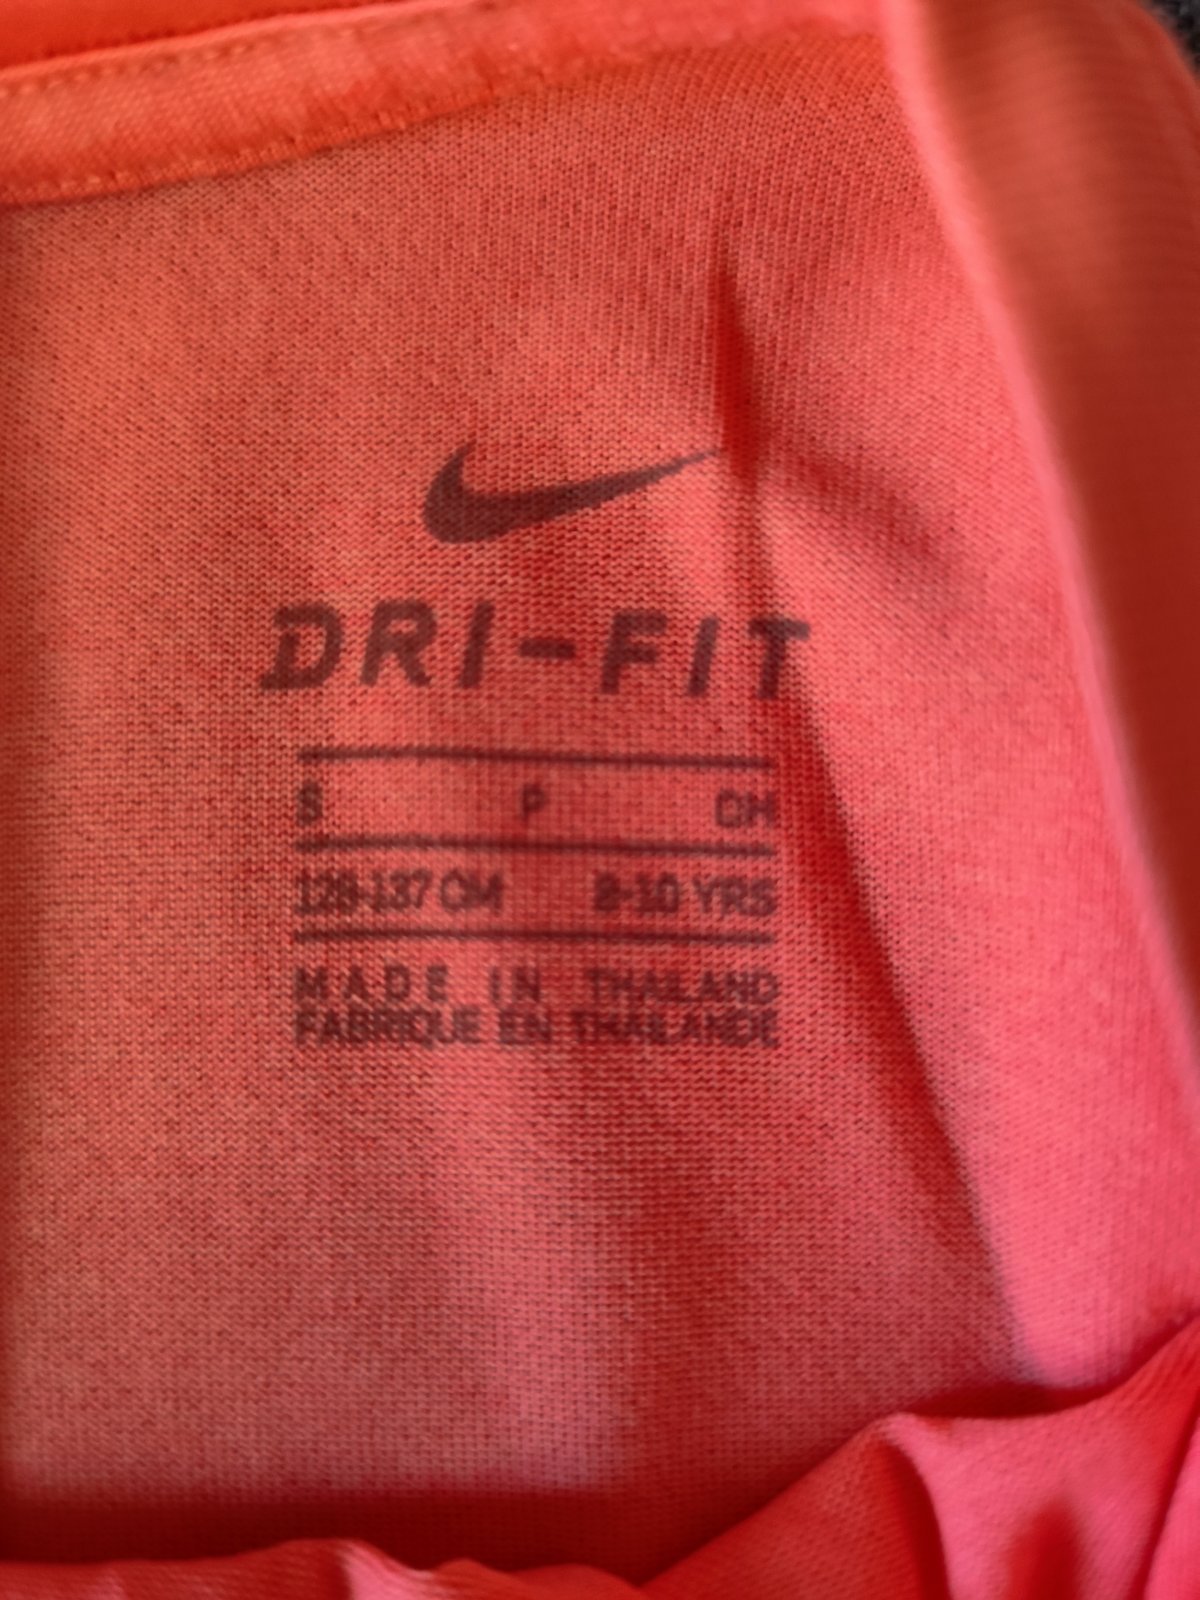 DRI-FIT
S P CH
128-137 CM 8-10 YRS
MADE IN THAILAND
FABRIQUE EN THAILANDE